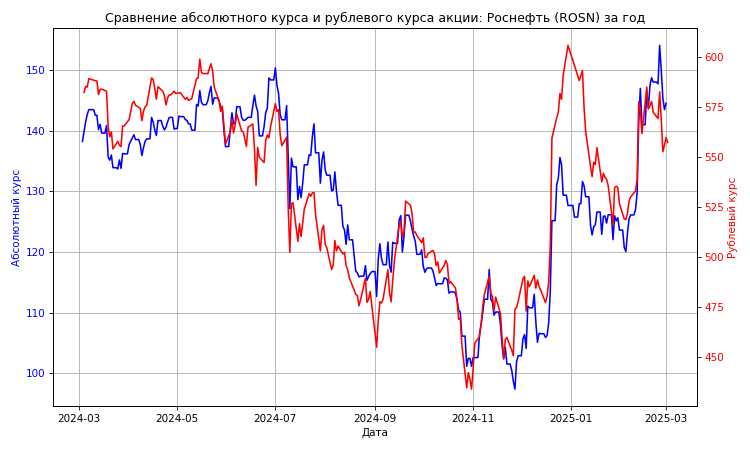 Сравнение абсолютного курса и рублевого курса акции: Роснефть (ROSN) за год
Абсолютный курс
150
140
130
120
110
100
600
575
550
525
500
475
450
Рублевый курс
2024-03 2024-05 2024-07 2024-09 2024-11 2025-01 2025-03
Дата